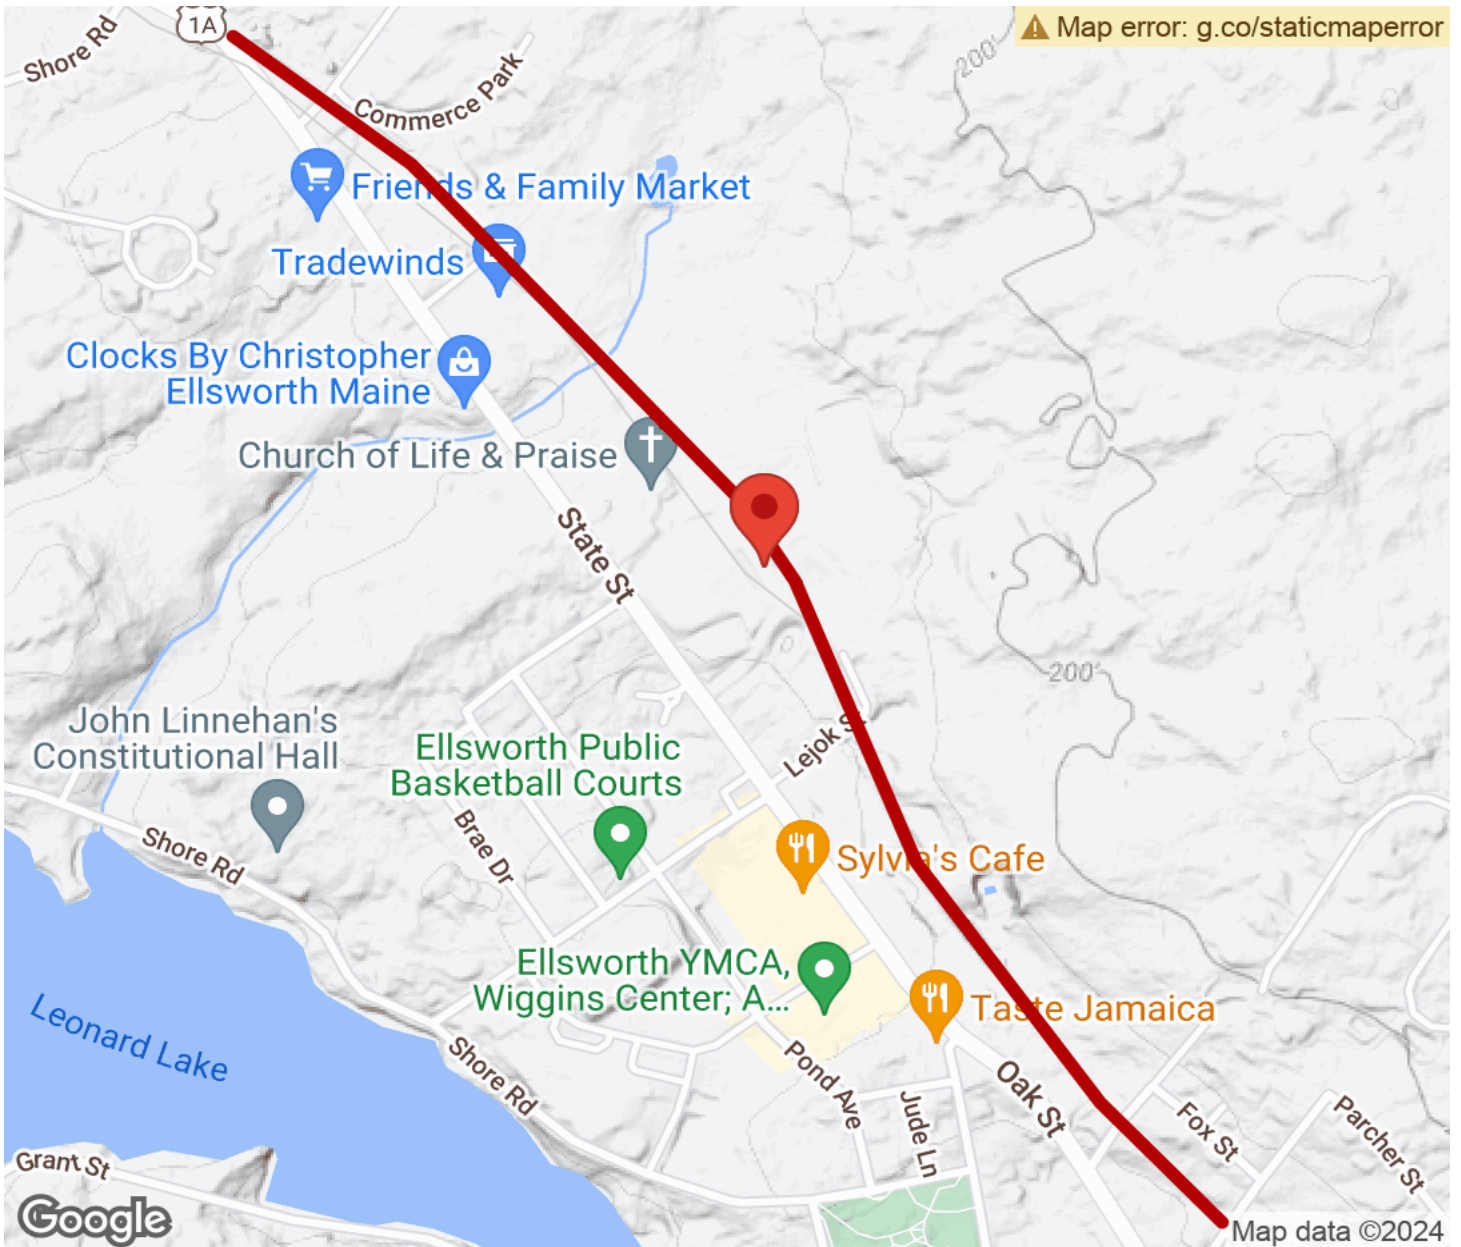 1A
Map error: g.co/staticmaperror
Shore Rd
200'
Commerce Park
Friends & Family Market
Tradewinds
Clocks By Christopher
Ellsworth Maine
Church of Life & Praise
State St
200'
John Linnehan's
Constitutional Hall
Ellsworth Public
Basketball Courts
Lejok St
Brae Dr
Shore Rd
Sylvia's Cafe
Ellsworth YMCA,
Wiggins Center; A...
Leonard Lake
Taste Jamaica
Shore Rd
Pond Ave
Oak St
Jude Ln
Fox St
Parcher St
Grant St
Google
Map data ©2024